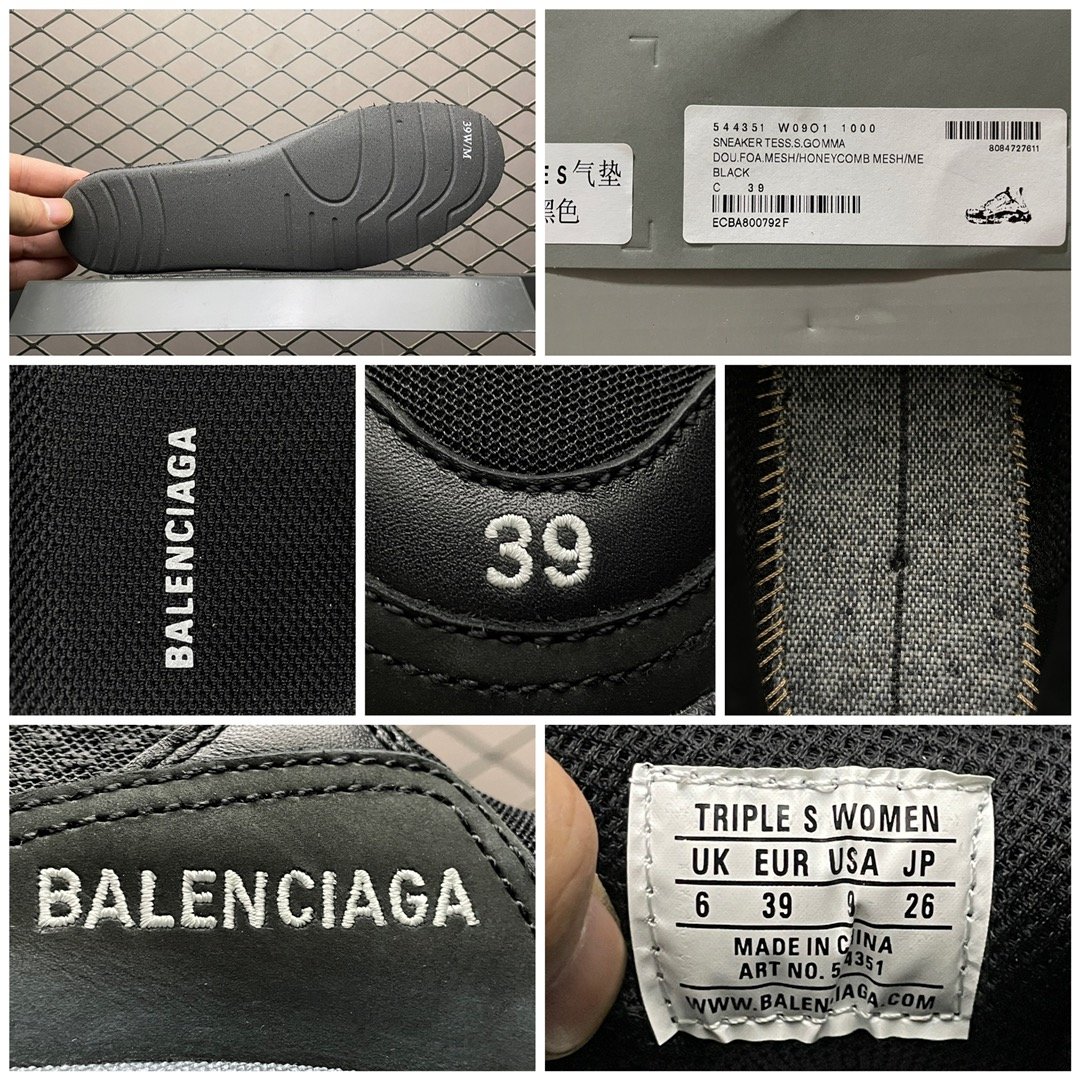 39W/M
544351 W09O1 1000
SNEAKER TESS.S.GOMMA
DOU.FOA.MESH/HONEYCOMB MESH/ME
BLACK
C 39
ECBA800792F
8084727611
E S 气垫
黑色
BALENCIAGA
39
BALENCIAGA
TRIPLE S WOMEN
UK EUR USA JP
6 39 9 26
MADE IN CHINA
ART NO. 544351
WWW.BALENCIAGA.COM